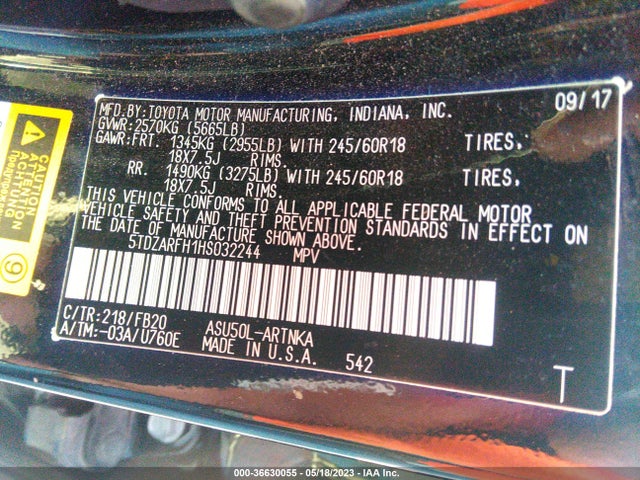 MFD.BY:TOYOTA MOTOR MANUFACTURING, INDIANA, INC. 09/17
GVWR:2570KG (5665LB)
GAWR:FRT. 1345KG (2955LB) WITH 245/60R18 TIRES,
18X7.5J RIMS.
RR. 1490KG (3275LB) WITH 245/60R18 TIRES,
18X7.5J RIMS.
THIS VEHICLE CONFORMS TO ALL APPLICABLE FEDERAL MOTOR
VEHICLE SAFETY AND THEFT PREVENTION STANDARDS IN EFFECT ON
THE DATE OF MANUFACTURE SHOWN ABOVE.
5TDZARFH1HS032244 MPV
C/TR:218/FB20 ASU50L-ARTNKA
A/TM:-03A/U760E MADE IN U.S.A. 542
T
CAUTION
ACHTUNG
ATTENTION
9
000-36630055 - 05/18/2023 - IAA Inc.